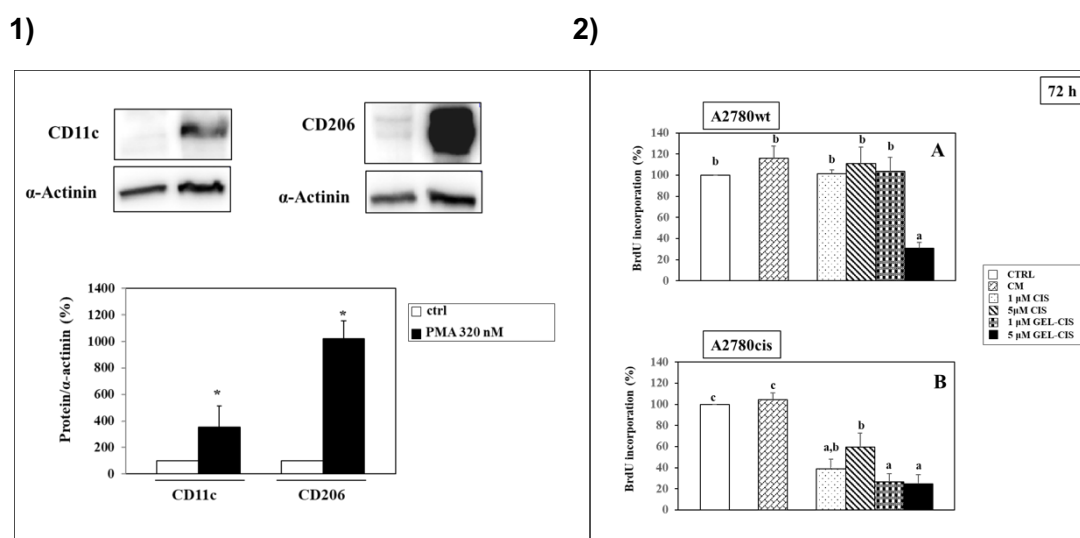 1)
2)
CD11c
α-Actinin
CD206
α-Actinin
Protein/α-actinin (%)
1400
1200
1000
800
600
400
200
0
*
*
CD11c
CD206
ctrl
PMA 320 nM
72 h
A2780wt
A
BrdU incorporation (%)
140
120
100
80
60
40
20
0
b
b
b
b
b
a
CTRL
CM
1 µM CIS
5µM CIS
1 µM GEL-CIS
5 µM GEL-CIS
A2780cis
B
BrdU incorporation (%)
140
120
100
80
60
40
20
0
c
c
a,b
b
a
a